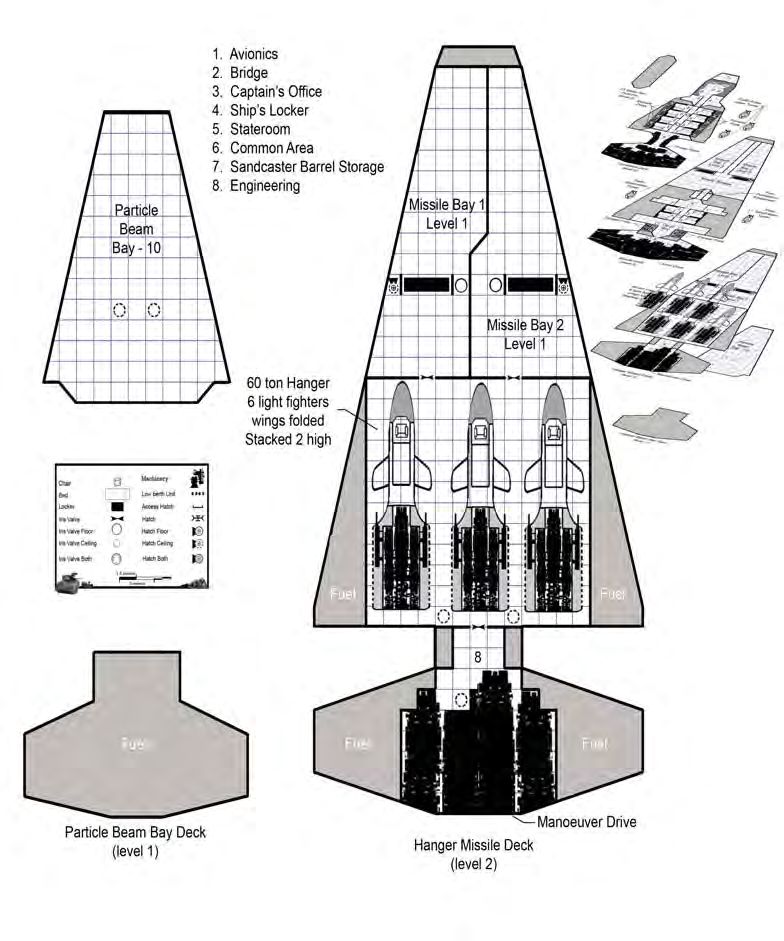 1. Avionics
2. Bridge
3. Captain's Office
4. Ship's Locker
5. Stateroom
6. Common Area
7. Sandcaster Barrel Storage
8. Engineering
Particle
Beam
Bay - 10
Missile Bay 1
Level 1
Missile Bay 2
Level 1
60 ton Hanger
6 light fighters
wings folded
Stacked 2 high
Chair
Bed
Locker
Iris Valve
Iris Valve Floor
Iris Valve Ceiling
Iris Valve Both
Machinery
Low Berth Unit
Access Hatch
Hatch
Hatch Floor
Hatch Ceiling
Hatch Both
Fuel
Fuel
8
Fuel
Fuel
Fuel
Manoeuver Drive
Particle Beam Bay Deck
(level 1)
Hanger Missile Deck
(level 2)